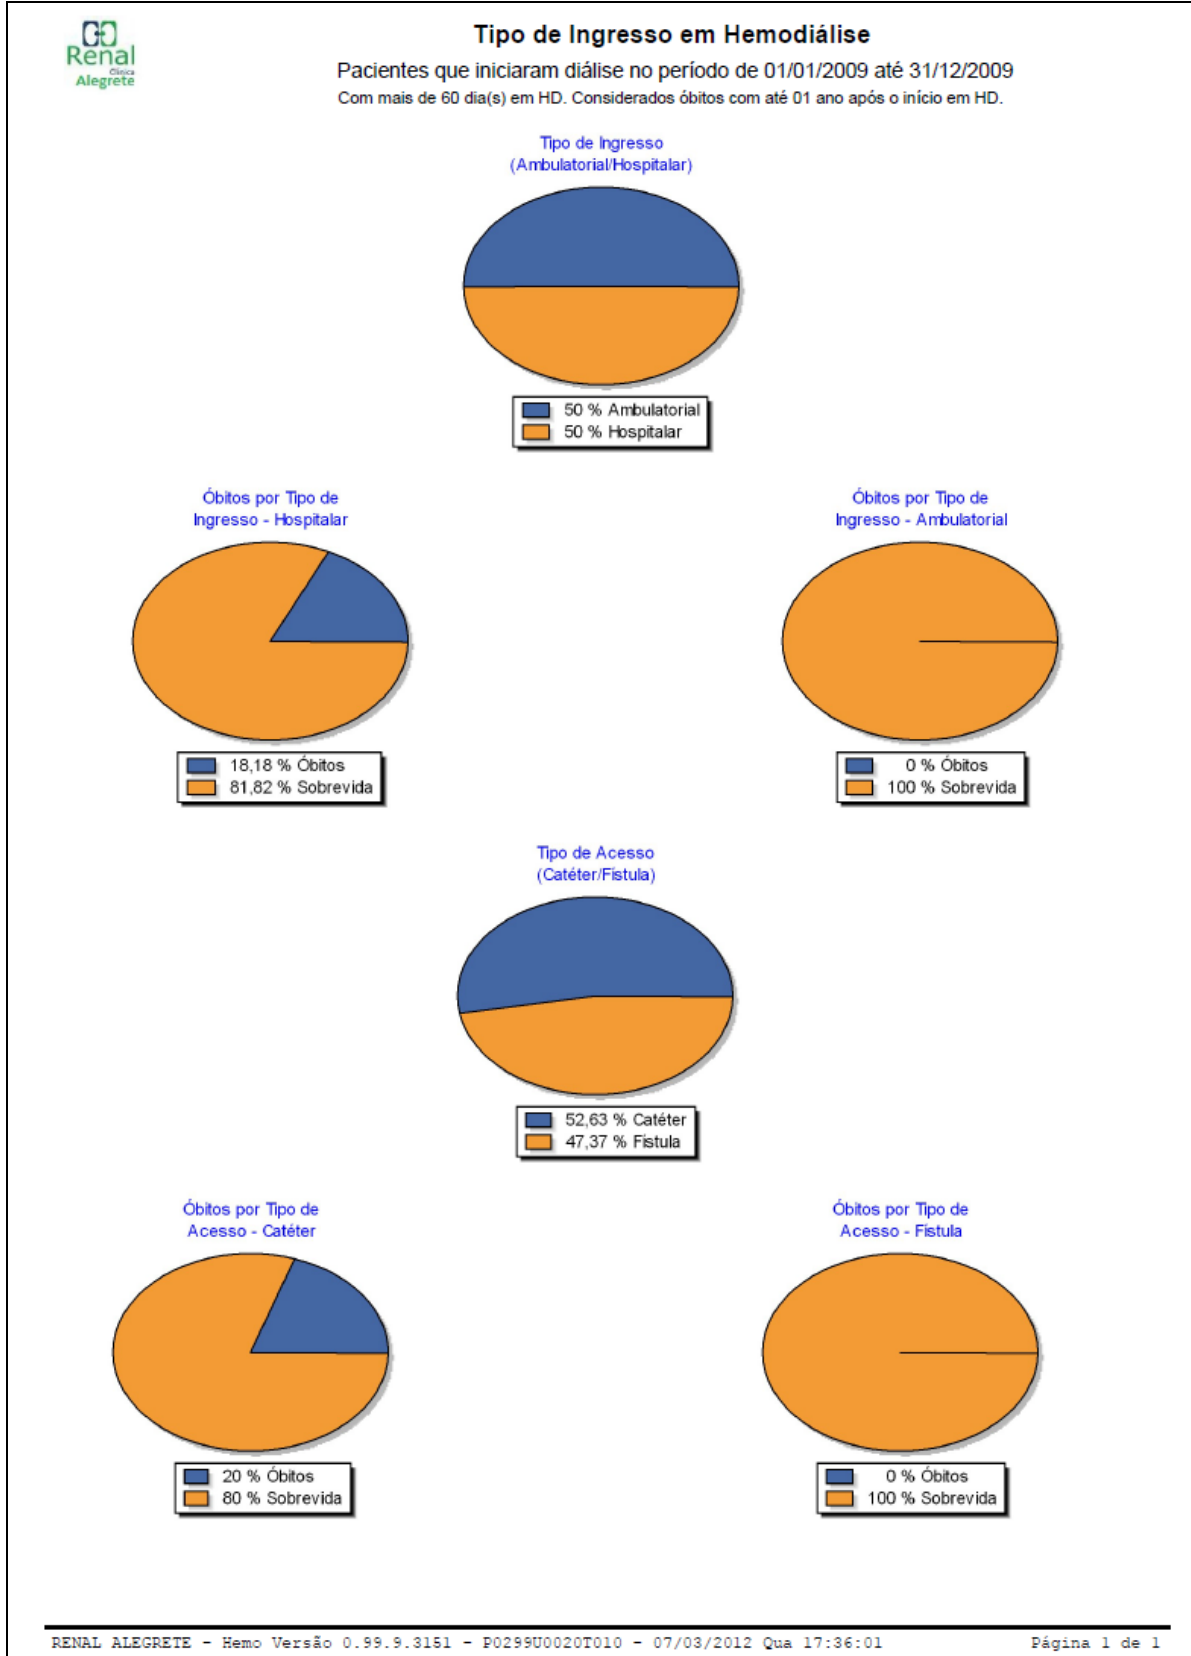 Renal
Clínica
Alegrete
Tipo de Ingresso em Hemodiálise
Pacientes que iniciaram diálise no período de 01/01/2009 até 31/12/2009
Com mais de 60 dia(s) em HD. Considerados óbitos com até 01 ano após o início em HD.
Tipo de Ingresso
(Ambulatorial/Hospitalar)
50 % Ambulatorial
50 % Hospitalar
Óbitos por Tipo de
Ingresso - Hospitalar
18,18 % Óbitos
81,82 % Sobrevida
Óbitos por Tipo de
Ingresso - Ambulatorial
0 % Óbitos
100 % Sobrevida
Tipo de Acesso
(Catéter/Fístula)
52,63 % Catéter
47,37 % Fístula
Óbitos por Tipo de
Acesso - Catéter
20 % Óbitos
80 % Sobrevida
Óbitos por Tipo de
Acesso - Fístula
0 % Óbitos
100 % Sobrevida
RENAL ALEGRETE - Hemo Versão 0.99.9.3151 - P0299U0020T010 - 07/03/2012 Qua 17:36:01 Página 1 de 1